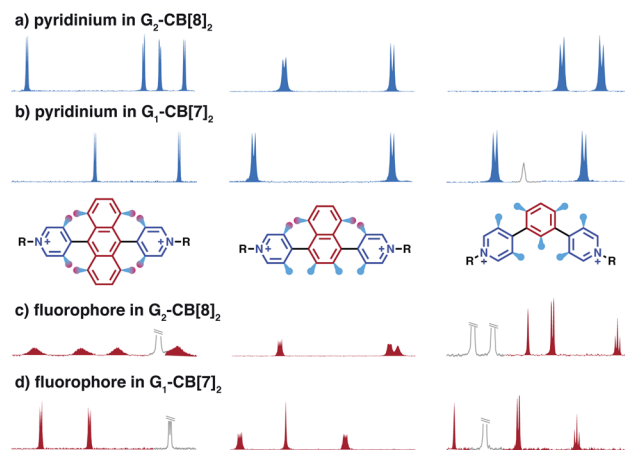 a) pyridinium in G₂-CB[8]₂
b) pyridinium in G₁-CB[7]₂
R-N+ N+-R
R-N+ N+-R
R-N+ N+-R
c) fluorophore in G₂-CB[8]₂
d) fluorophore in G₁-CB[7]₂